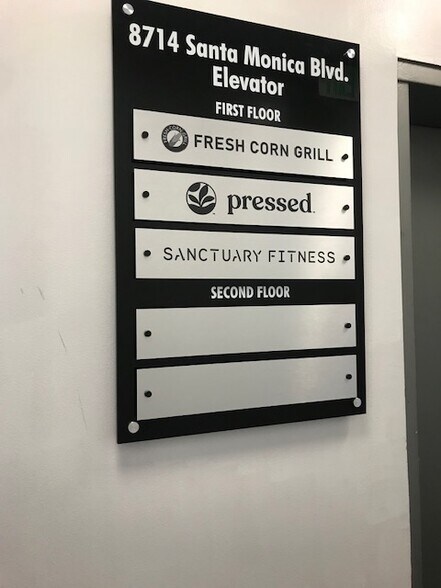 8714 Santa Monica Blvd.
Elevator
FIRST FLOOR
FRESH CORN GRILL
pressed
SANCTUARY FITNESS
SECOND FLOOR